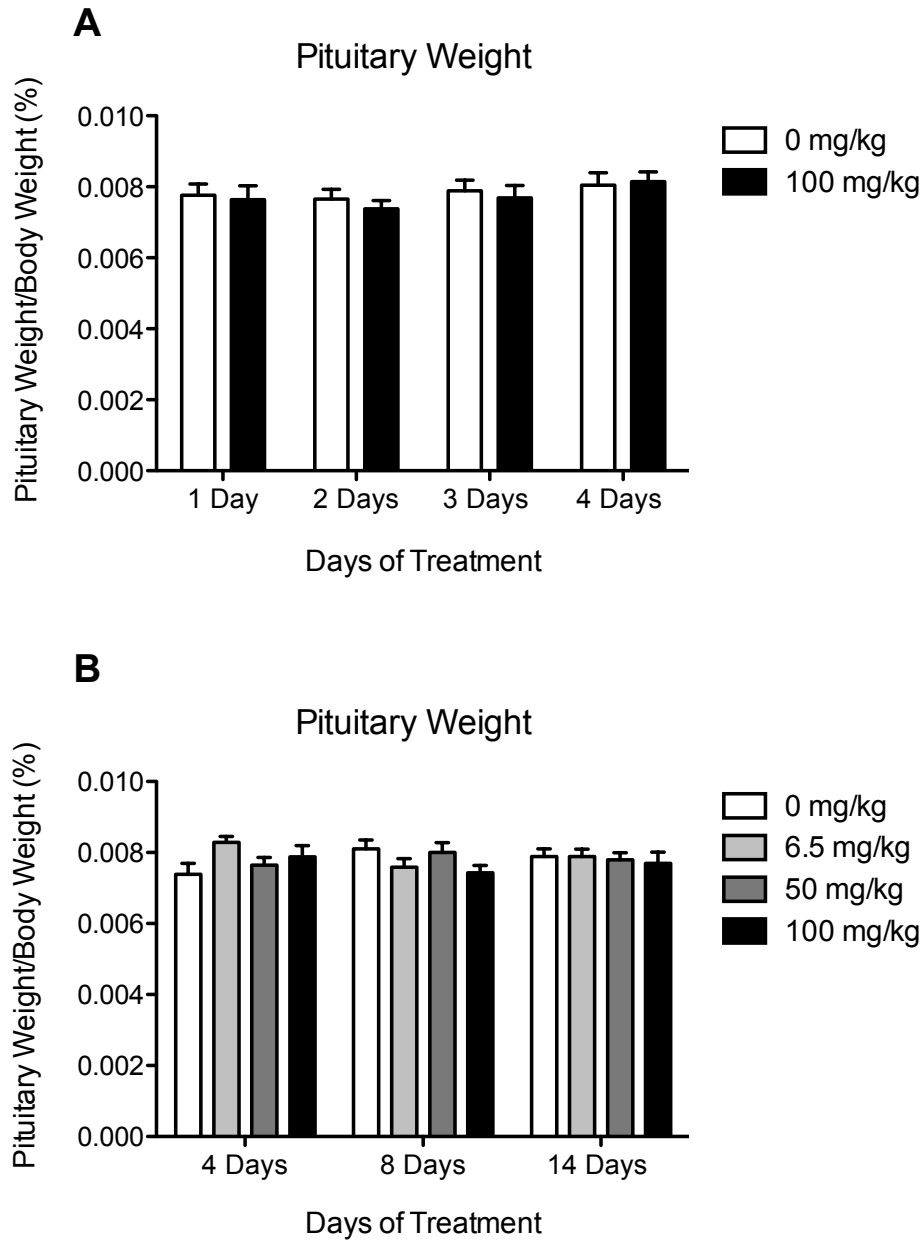 A
Pituitary Weight
Pituitary Weight/Body Weight (%)
0.010
0.008
0.006
0.004
0.002
0.000
1 Day 2 Days 3 Days 4 Days
Days of Treatment
0 mg/kg
100 mg/kg
B
Pituitary Weight
Pituitary Weight/Body Weight (%)
0.010
0.008
0.006
0.004
0.002
0.000
4 Days 8 Days 14 Days
Days of Treatment
0 mg/kg
6.5 mg/kg
50 mg/kg
100 mg/kg